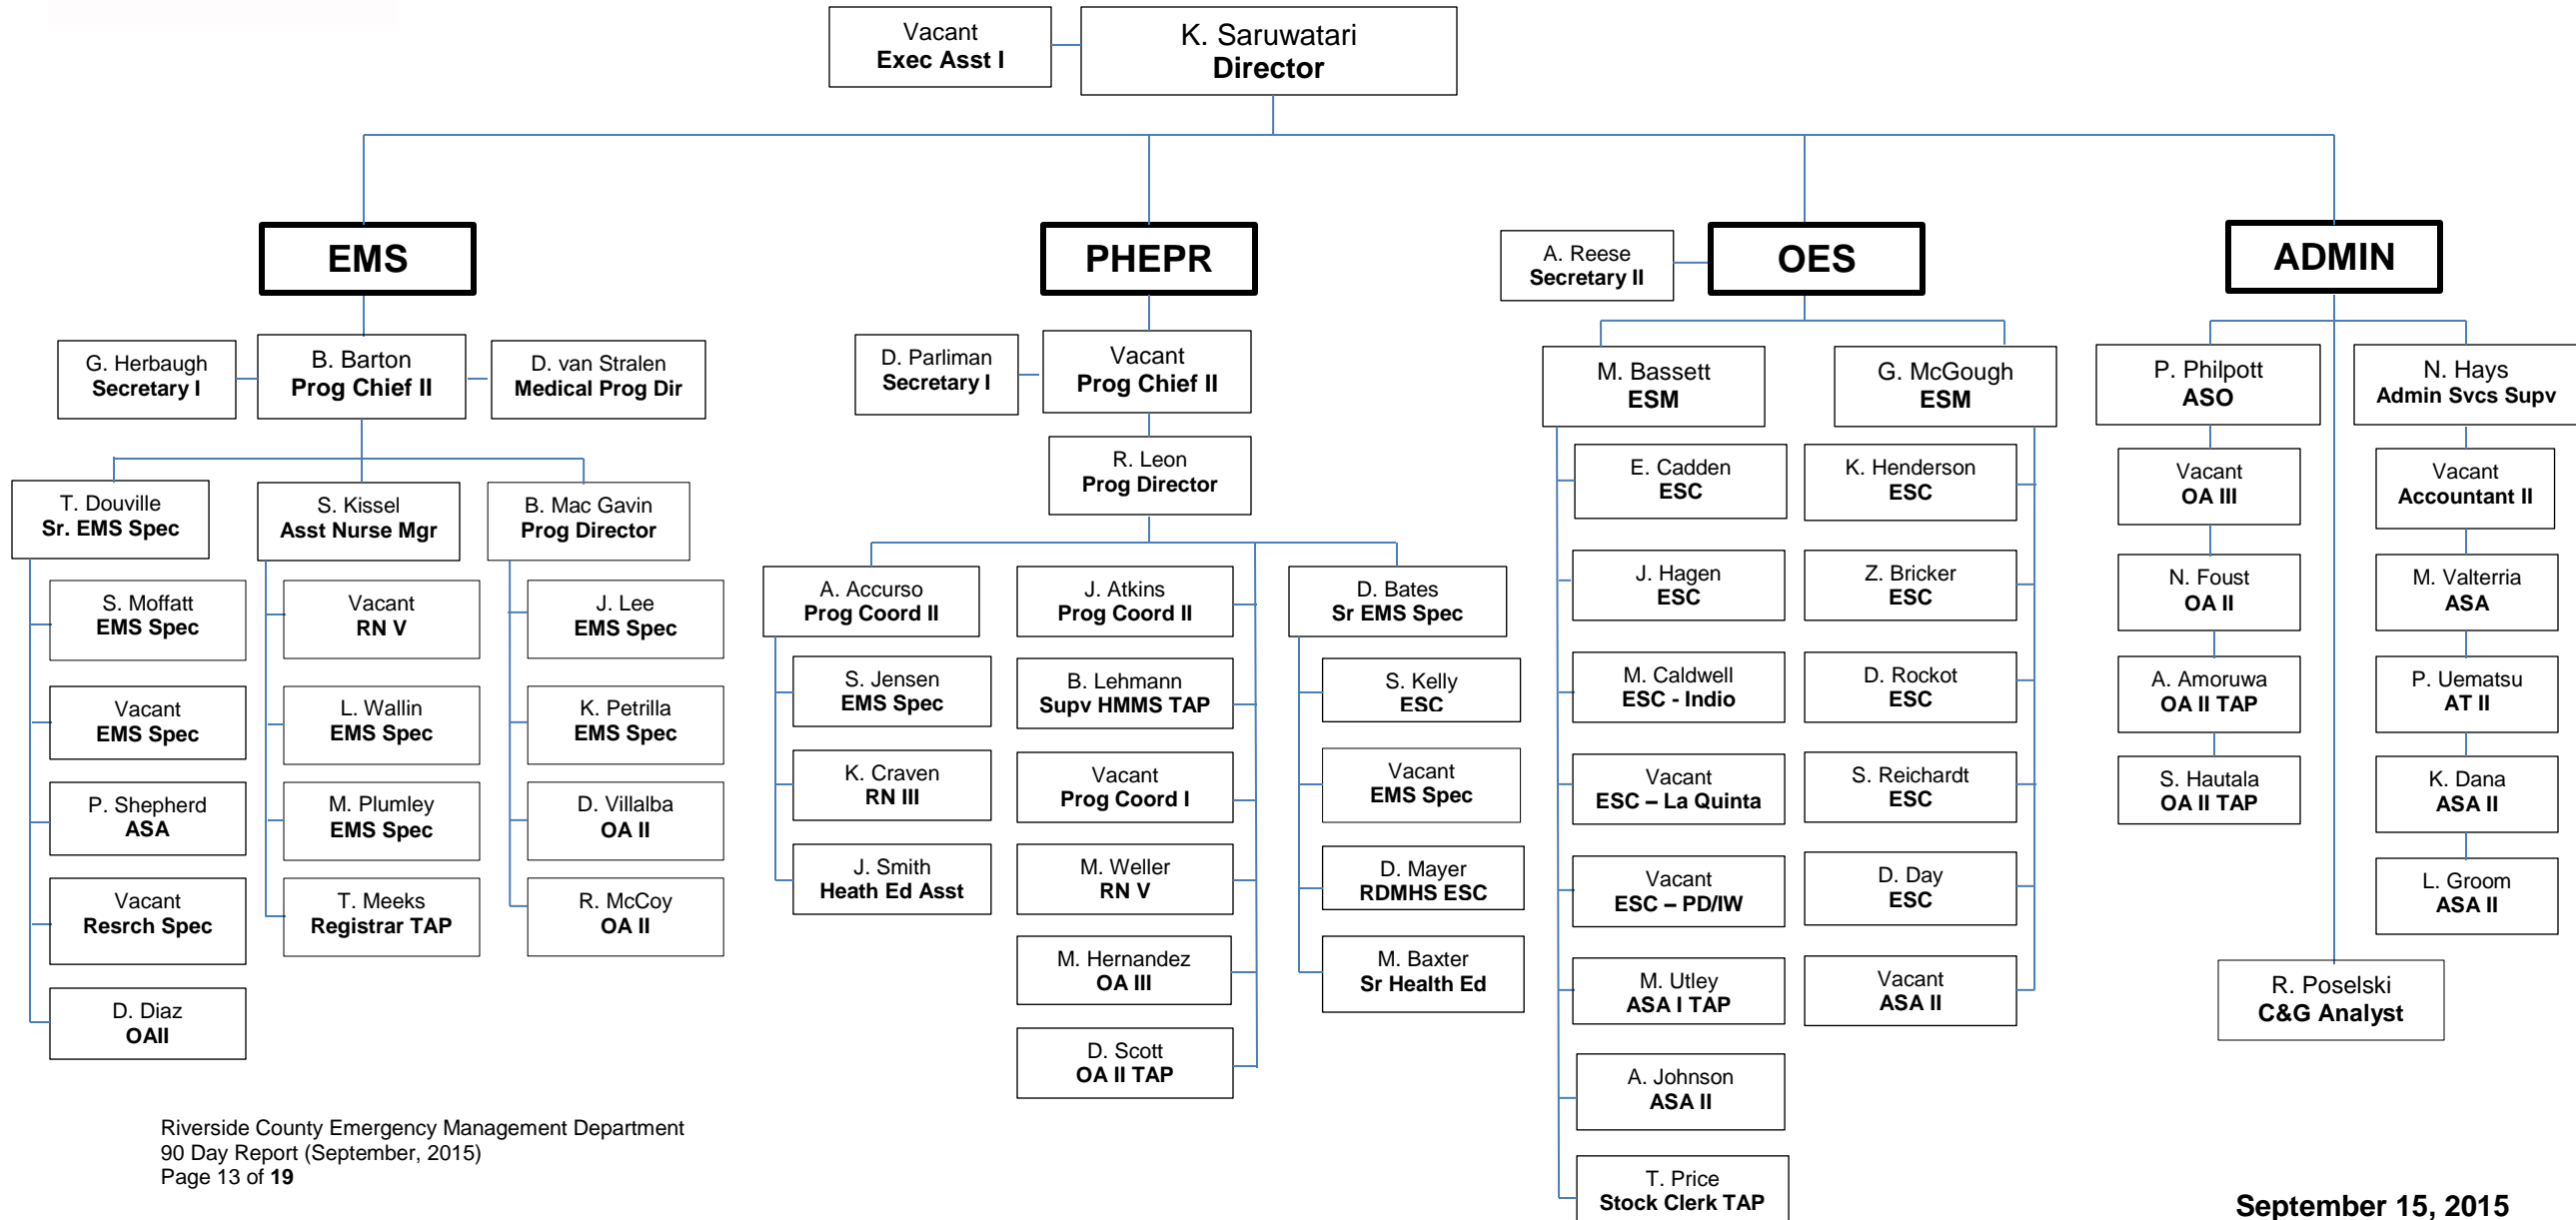 Vacant
Exec Asst I
K. Saruwatari
Director
EMS
PHEPR
A. Reese
Secretary II
OES
ADMIN
G. Herbaugh
Secretary I
B. Barton
Prog Chief II
D. van Stralen
Medical Prog Dir
D. Parliman
Secretary I
Vacant
Prog Chief II
M. Bassett
ESM
G. McGough
ESM
P. Philpott
ASO
N. Hays
Admin Svcs Supv
R. Leon
Prog Director
T. Douville
Sr. EMS Spec
S. Kissel
Asst Nurse Mgr
B. Mac Gavin
Prog Director
S. Moffatt
EMS Spec
Vacant
EMS Spec
P. Shepherd
ASA
Vacant
Resrch Spec
D. Diaz
OAII
Vacant
RN V
L. Wallin
EMS Spec
M. Plumley
EMS Spec
T. Meeks
Registrar TAP
J. Lee
EMS Spec
K. Petrilla
EMS Spec
D. Villalba
OA II
R. McCoy
OA II
A. Accurso
Prog Coord II
S. Jensen
EMS Spec
K. Craven
RN III
J. Smith
Heath Ed Asst
J. Atkins
Prog Coord II
B. Lehmann
Supv HMMS TAP
Vacant
Prog Coord I
M. Weller
RN V
M. Hernandez
OA III
D. Scott
OA II TAP
D. Bates
Sr EMS Spec
S. Kelly
ESC
Vacant
EMS Spec
D. Mayer
RDMHS ESC
M. Baxter
Sr Health Ed
E. Cadden
ESC
J. Hagen
ESC
M. Caldwell
ESC - Indio
Vacant
ESC – La Quinta
Vacant
ESC – PD/IW
M. Utley
ASA I TAP
A. Johnson
ASA II
T. Price
Stock Clerk TAP
K. Henderson
ESC
Z. Bricker
ESC
D. Rockot
ESC
S. Reichardt
ESC
D. Day
ESC
Vacant
ASA II
Vacant
OA III
N. Foust
OA II
A. Amoruwa
OA II TAP
S. Hautala
OA II TAP
Vacant
Accountant II
M. Valterria
ASA
P. Uematsu
AT II
K. Dana
ASA II
L. Groom
ASA II
R. Poselski
C&G Analyst
Riverside County Emergency Management Department
90 Day Report (September, 2015)
Page 13 of 19
September 15, 2015